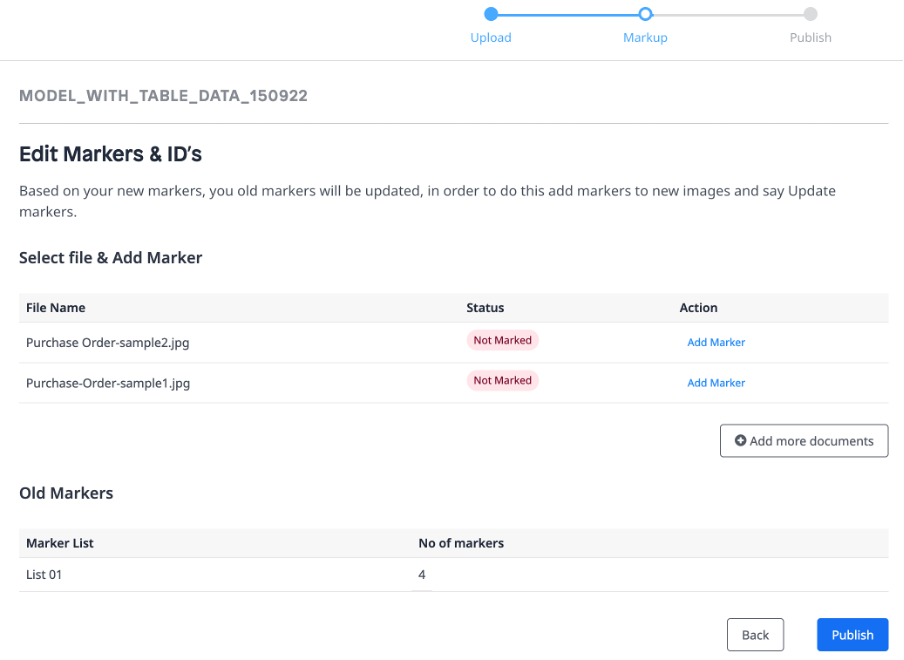 Upload
Markup
Publish
MODEL_WITH_TABLE_DATA_150922
Edit Markers & ID’s
Based on your new markers, you old markers will be updated, in order to do this add markers to new images and say Update
markers.
Select file & Add Marker
File Name Status Action
Purchase Order-sample2.jpg Not Marked Add Marker
Purchase-Order-sample1.jpg Not Marked Add Marker
Add more documents
Old Markers
Marker List No of markers
List 01 4
Back Publish